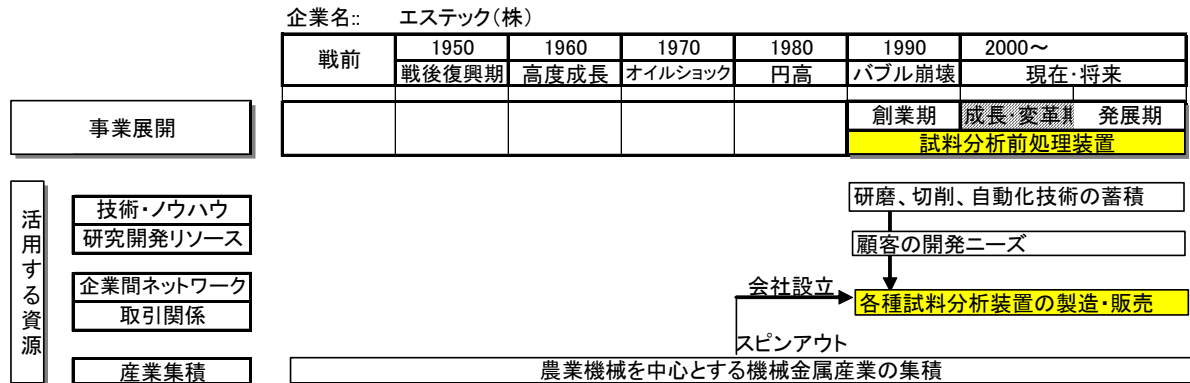 企業名:: エステック(株)
戦前 1950 1960 1970 1980 1990 2000～
戦後復興期 高度成長 オイルショック 円高 バブル崩壊 現在・将来
事業展開 創業期 成長・変革期 発展期
試料分析前処理装置
活用する資源
技術・ノウハウ 研磨、切削、自動化技術の蓄積
研究開発リソース 顧客の開発ニーズ
企業間ネットワーク 会社設立 各種試料分析装置の製造・販売
取引関係
スピンアウト
産業集積 農業機械を中心とする機械金属産業の集積